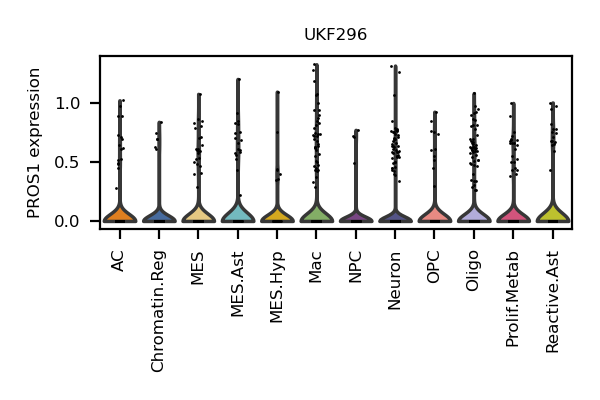 UKF296
PROS1 expression
1.0
0.5
0.0
AC
Chromatin.Reg
MES
MES.Ast
MES.Hyp
Mac
NPC
Neuron
OPC
Oligo
Prolif.Metab
Reactive.Ast